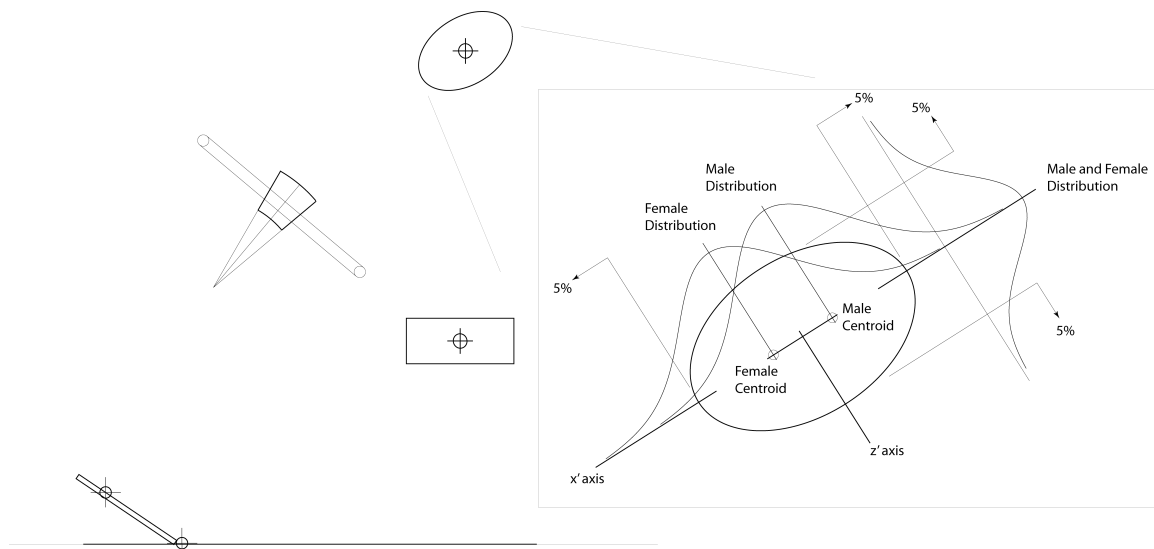 5%
5%
Male
Distribution
Male and Female
Distribution
Female
Distribution
5%
Male
Centroid
5%
Female
Centroid
z’ axis
x’ axis